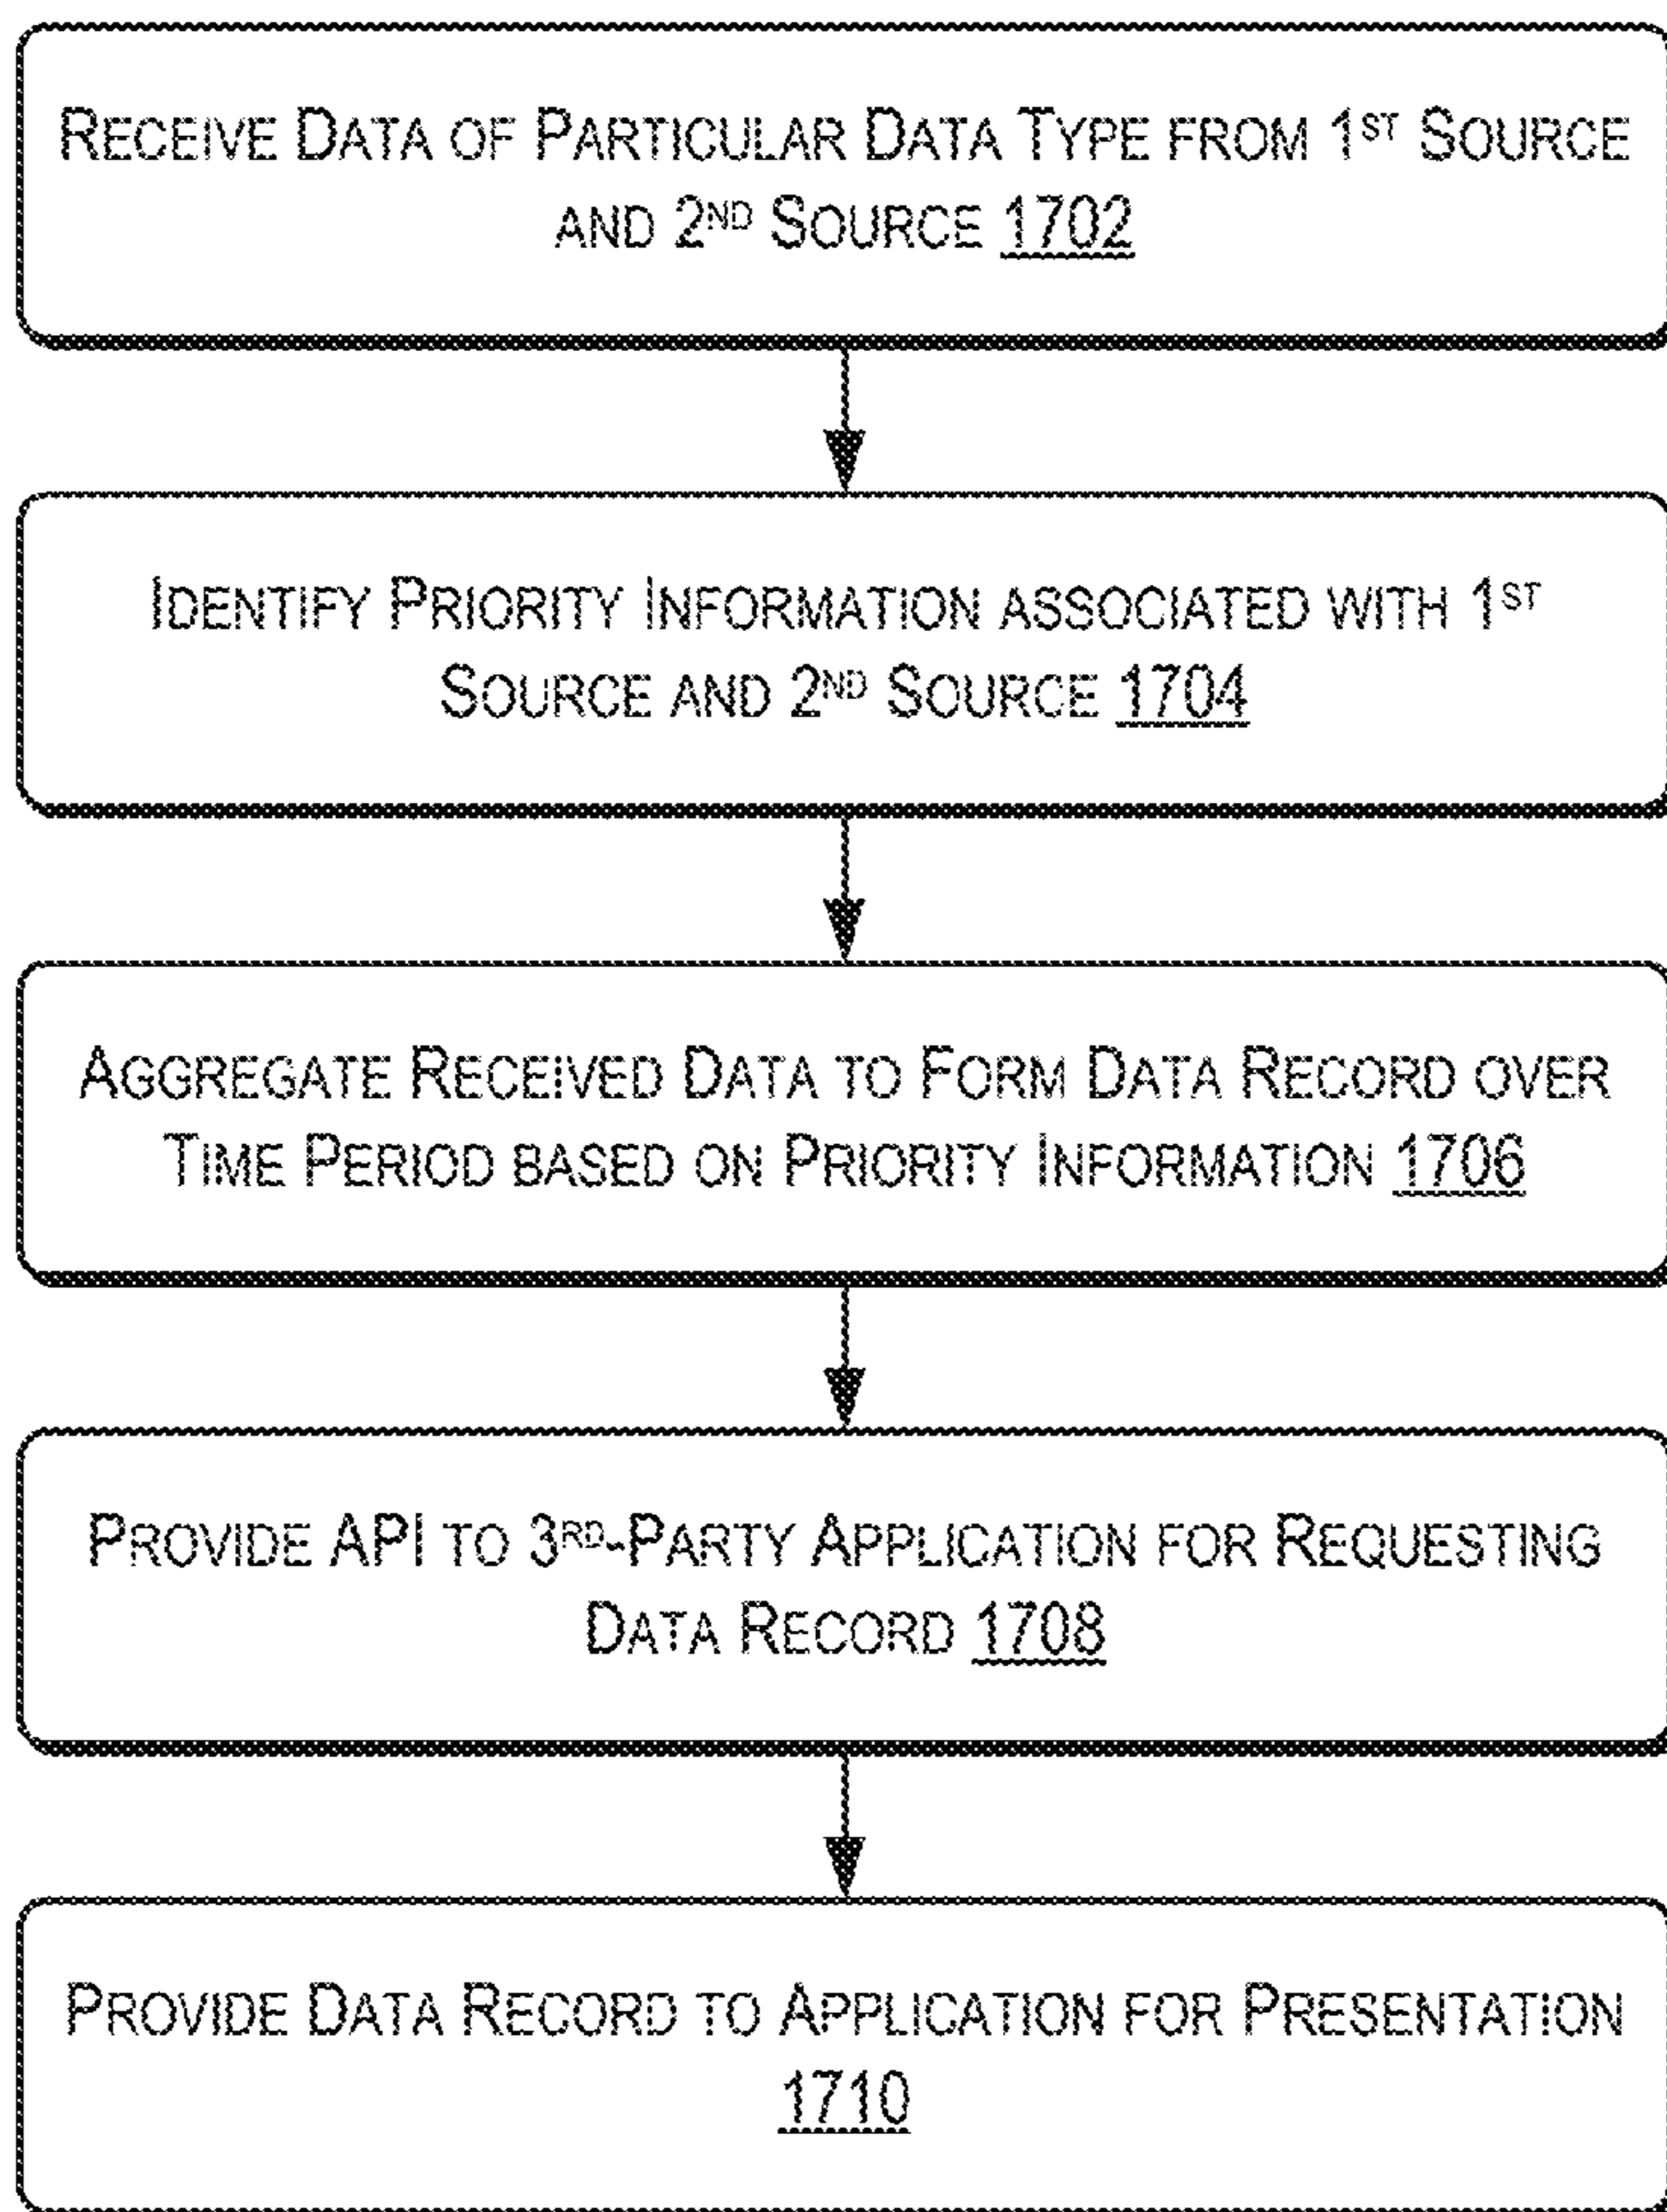 RECEIVE DATA OF PARTICULAR DATA TYPE FROM 1ST SOURCE
AND 2ND SOURCE 1702
IDENTIFY PRIORITY INFORMATION ASSOCIATED WITH 1ST
SOURCE AND 2ND SOURCE 1704
AGGREGATE RECEIVED DATA TO FORM DATA RECORD OVER
TIME PERIOD BASED ON PRIORITY INFORMATION 1706
PROVIDE API TO 3RD-PARTY APPLICATION FOR REQUESTING
DATA RECORD 1708
PROVIDE DATA RECORD TO APPLICATION FOR PRESENTATION
1710